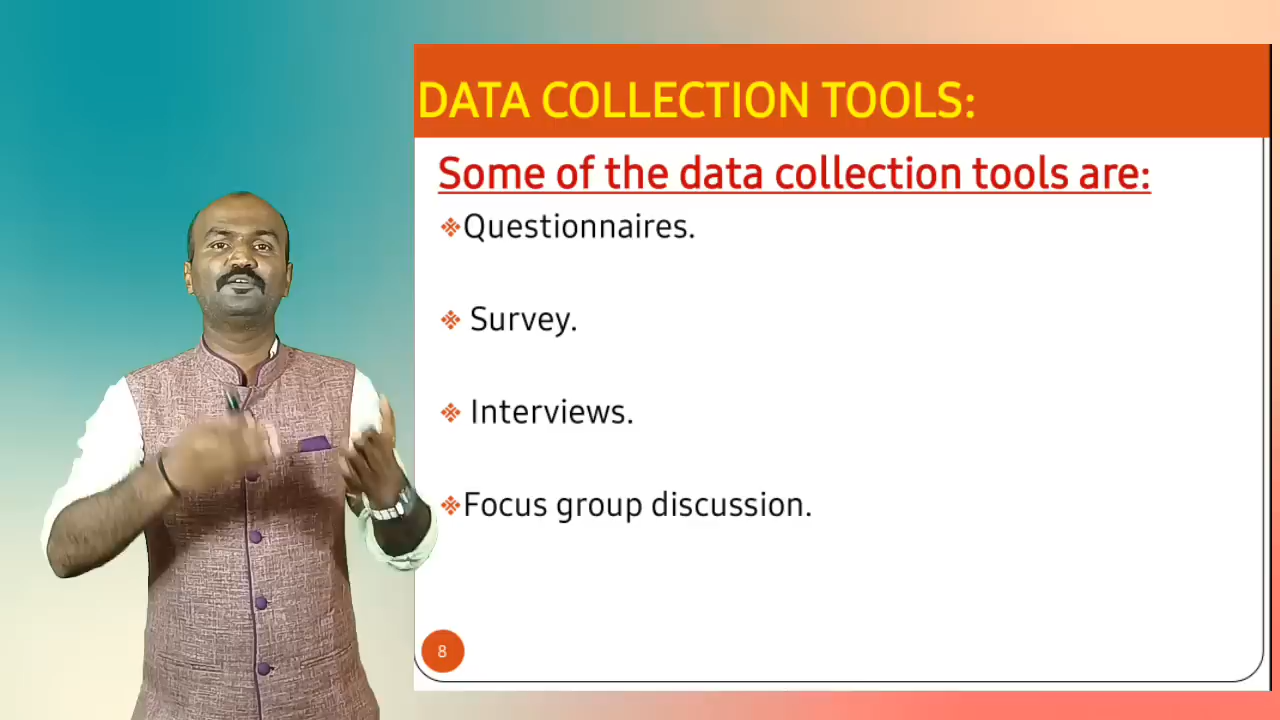 DATA COLLECTION TOOLS:
Some of the data collection tools are:
Questionnaires.
Survey.
Interviews.
Focus group discussion.
8